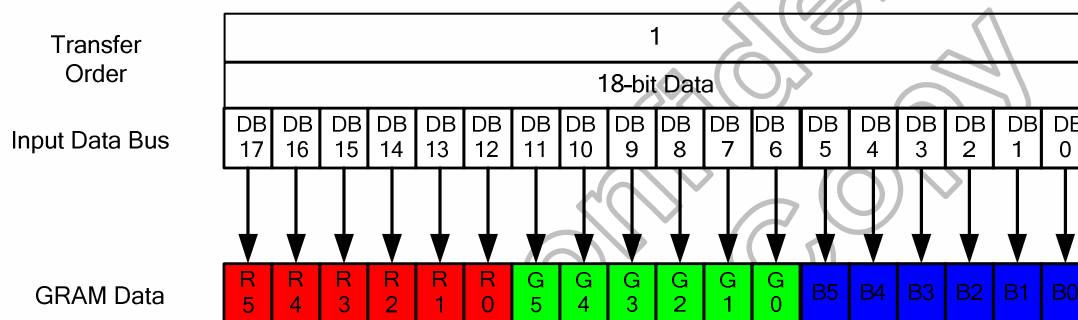 Transfer
Order
1
18-bit Data
Input Data Bus
DB DB DB DB DB DB DB DB DB DB DB DB DB DB DB DB DB DB
17 16 15 14 13 12 11 10 9 8 7 6 5 4 3 2 1 0
GRAM Data
R R R R R R G G G G G G B5 B4 B3 B2 B1 B0
5 4 3 2 1 0 5 4 3 2 1 0
Copy